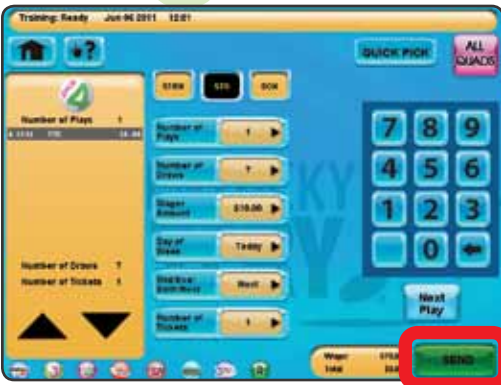 Training: Ready Jun-06 2011 12:01
?
QUICK PICK
ALL QUADS
4
STR STD BOX
Number of Plays 1
Number of Plays 1
Number of Draws 7
Wager Amount $10.00
Day of Week Today
Next
Number of Tickets 1
Number of Draws 7
Number of Tickets 1
7 8 9
4 5 6
1 2 3
0
Next Play
Wager
Total
SEND